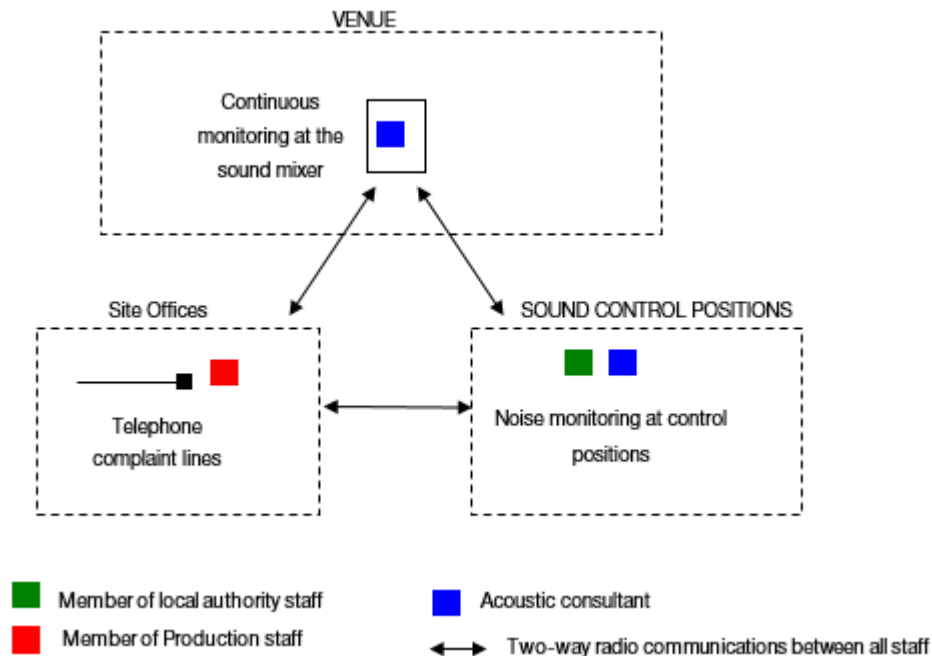 VENUE
Continuous
monitoring at the
sound mixer
Site Offices
SOUND CONTROL POSITIONS
Telephone
complaint lines
Noise monitoring at control
positions
Member of local authority staff
Acoustic consultant
Member of Production staff
Two-way radio communications between all staff